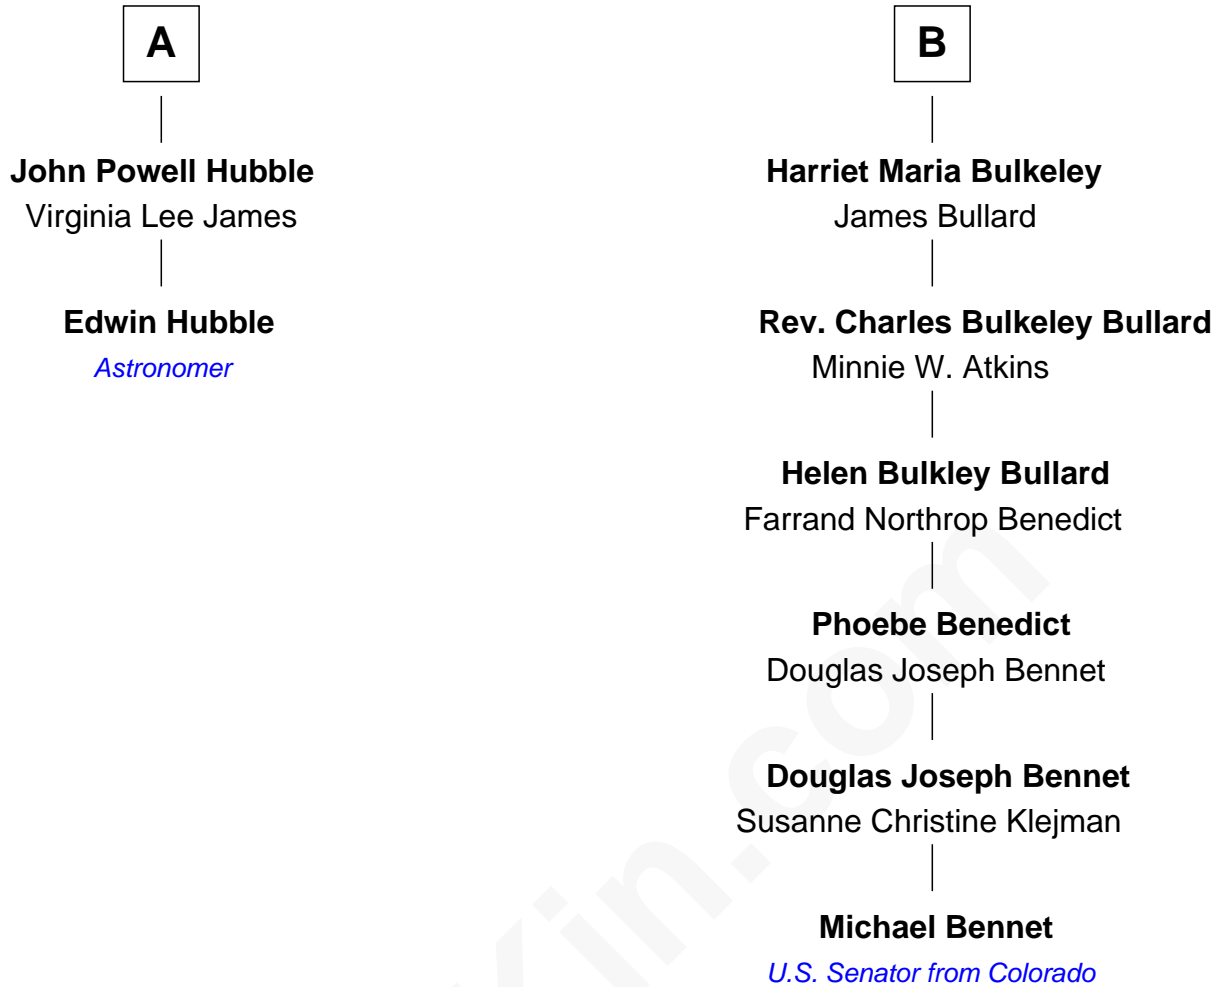 A
John Powell Hubble
Virginia Lee James
Edwin Hubble
Astronomer
B
Harriet Maria Bulkeley
James Bullard
Rev. Charles Bulkeley Bullard
Minnie W. Atkins
Helen Bulkley Bullard
Farrand Northrop Benedict
Phoebe Benedict
Douglas Joseph Bennet
Douglas Joseph Bennet
Susanne Christine Klejman
Michael Bennet
U.S. Senator from Colorado
Kin.com